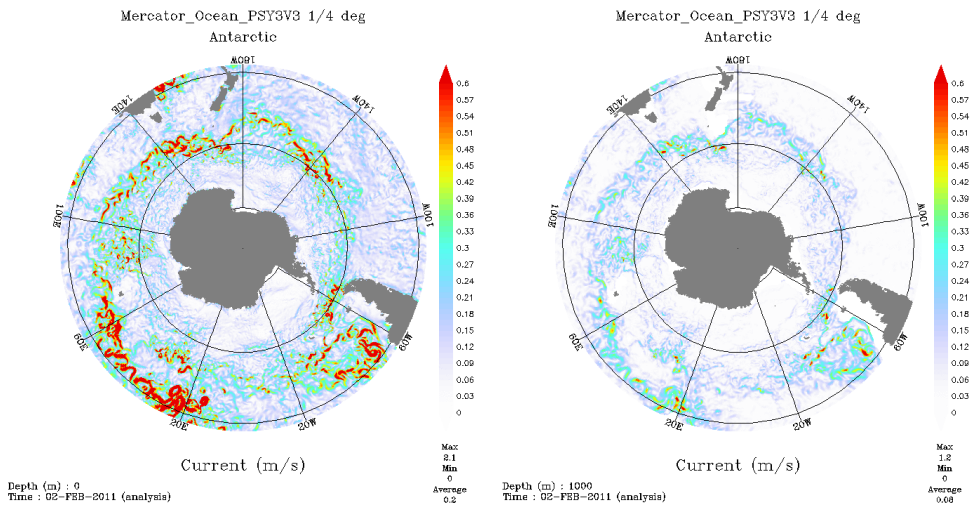 Mercator_Ocean_PSY3V3 1/4 deg
Antarctic
180W
140W
100W
60W
20W
20E
60E
100E
140E
0.6
0.57
0.54
0.51
0.48
0.45
0.42
0.39
0.36
0.33
0.3
0.27
0.24
0.21
0.18
0.15
0.12
0.09
0.06
0.03
0
Max
2.1
Min
0
Average
0.2
Current (m/s)
Depth (m) : 0
Time : 02-FEB-2011 (analysis)
Mercator_Ocean_PSY3V3 1/4 deg
Antarctic
180W
140W
100W
60W
20W
20E
60E
100E
140E
0.6
0.57
0.54
0.51
0.48
0.45
0.42
0.39
0.36
0.33
0.3
0.27
0.24
0.21
0.18
0.15
0.12
0.09
0.06
0.03
0
Max
1.2
Min
0
Average
0.08
Current (m/s)
Depth (m) : 1000
Time : 02-FEB-2011 (analysis)